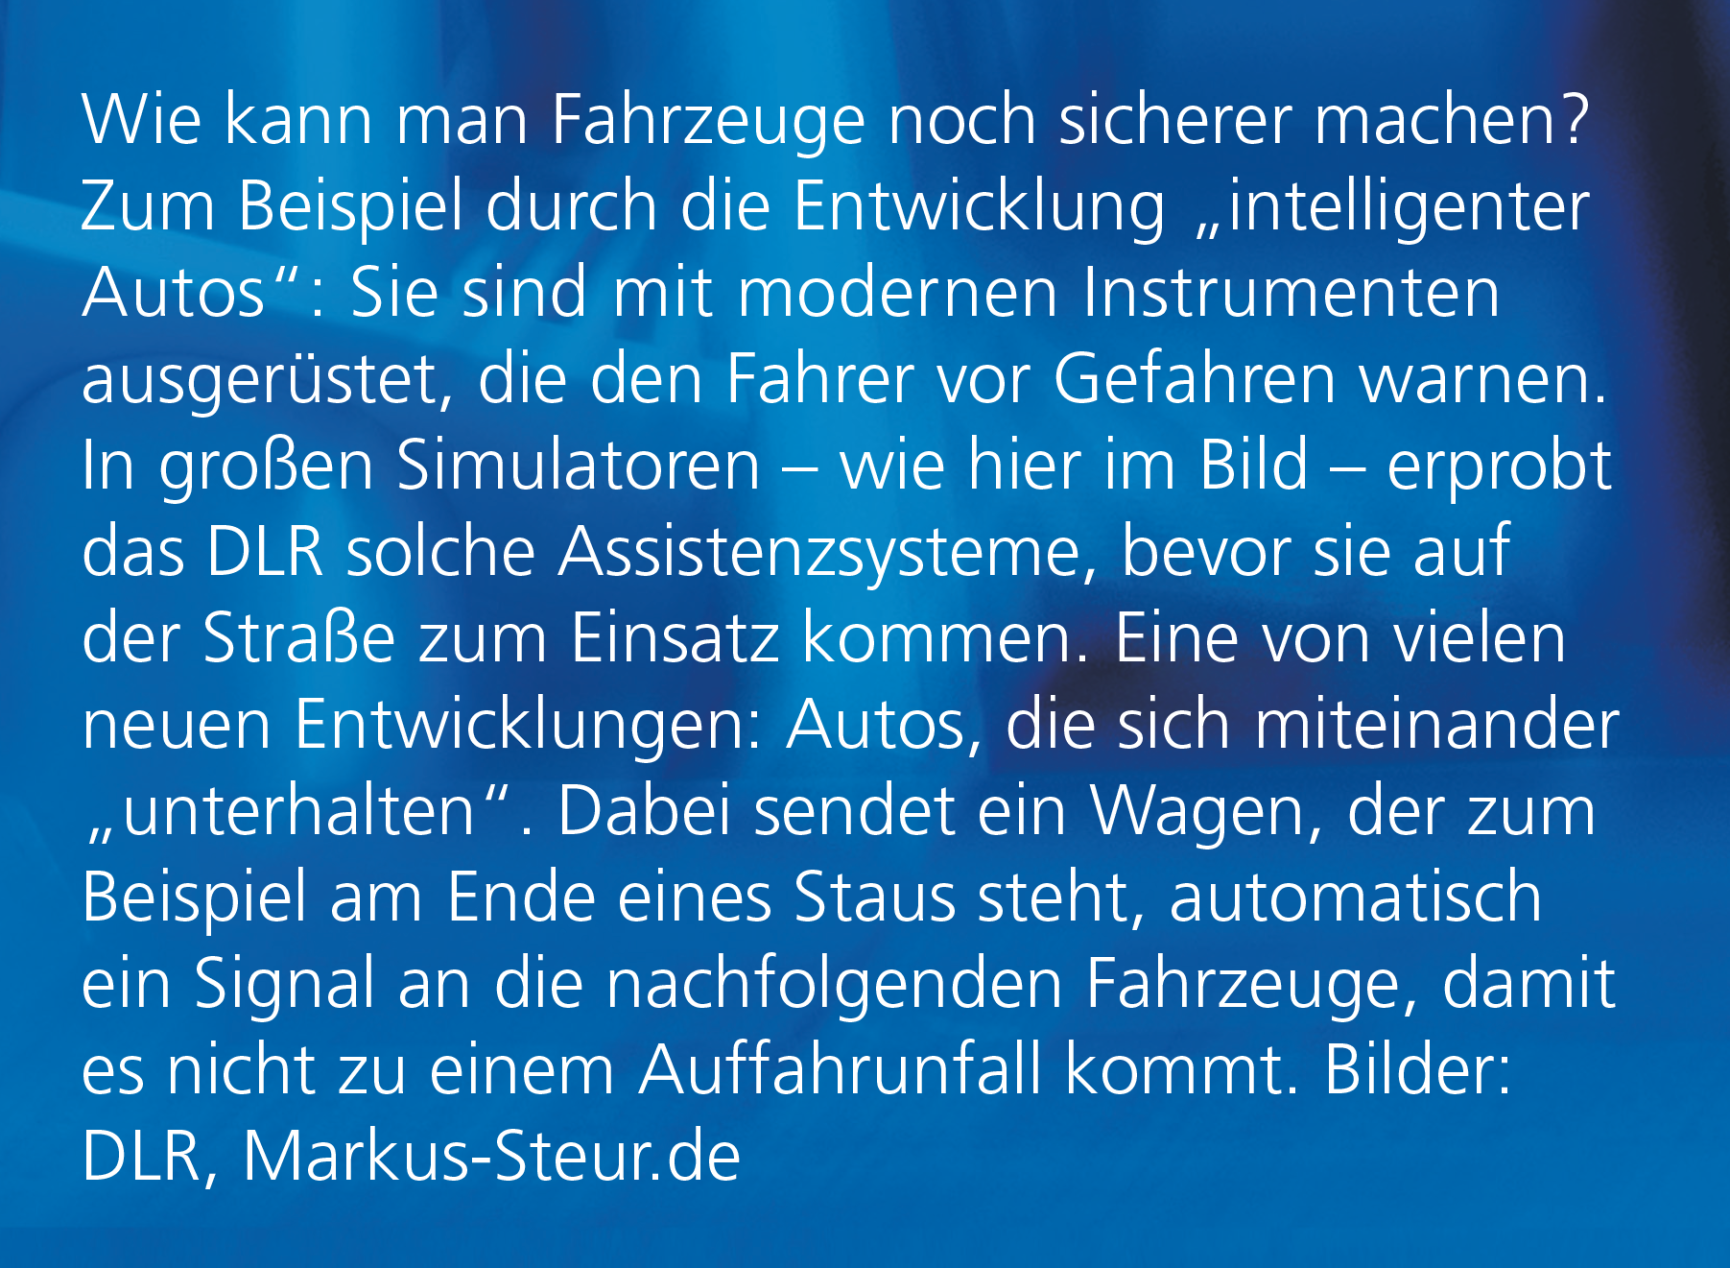 Wie kann man Fahrzeuge noch sicherer machen?
Zum Beispiel durch die Entwicklung „intelligenter
Autos“: Sie sind mit modernen Instrumenten
ausgerüstet, die den Fahrer vor Gefahren warnen.
In großen Simulatoren – wie hier im Bild – erprobt
das DLR solche Assistenzsysteme, bevor sie auf
der Straße zum Einsatz kommen. Eine von vielen
neuen Entwicklungen: Autos, die sich miteinander
„unterhalten“. Dabei sendet ein Wagen, der zum
Beispiel am Ende eines Staus steht, automatisch
ein Signal an die nachfolgenden Fahrzeuge, damit
es nicht zu einem Auffahrunfall kommt. Bilder:
DLR, Markus-Steur.de